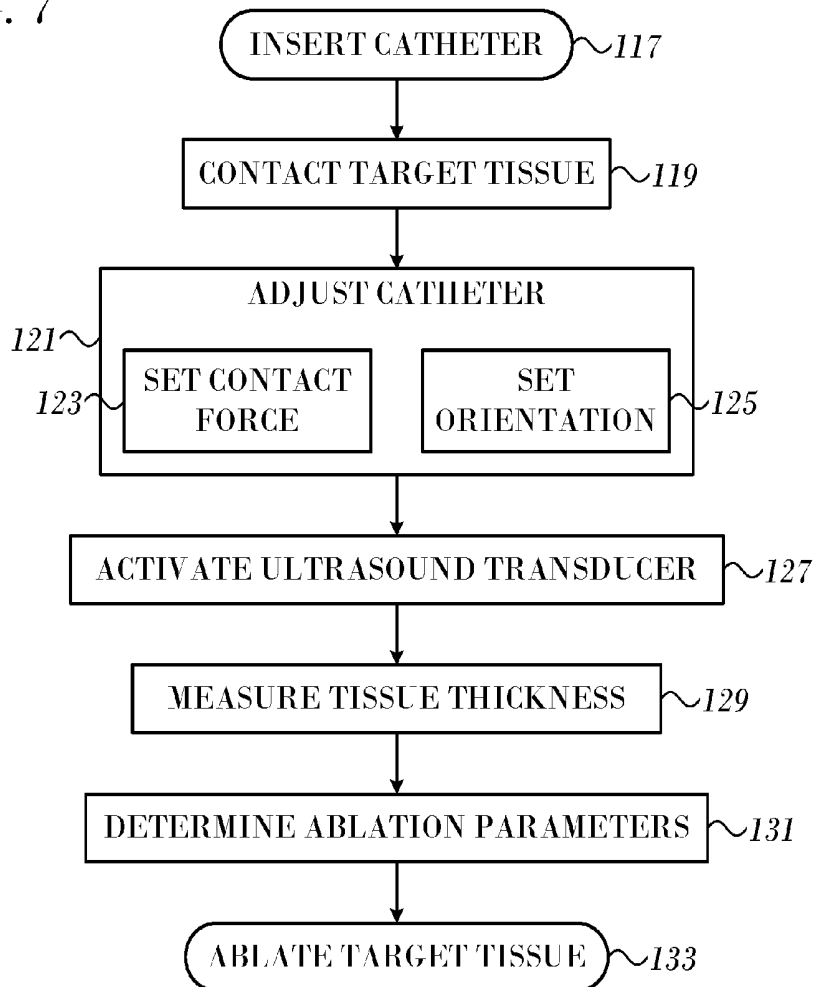 . 7
INSERT CATHETER
117
CONTACT TARGET TISSUE
119
ADJUST CATHETER
121
SET CONTACT
FORCE
123
SET
ORIENTATION
125
ACTIVATE ULTRASOUND TRANSDUCER
127
MEASURE TISSUE THICKNESS
129
DETERMINE ABLATION PARAMETERS
131
ABLATE TARGET TISSUE
133